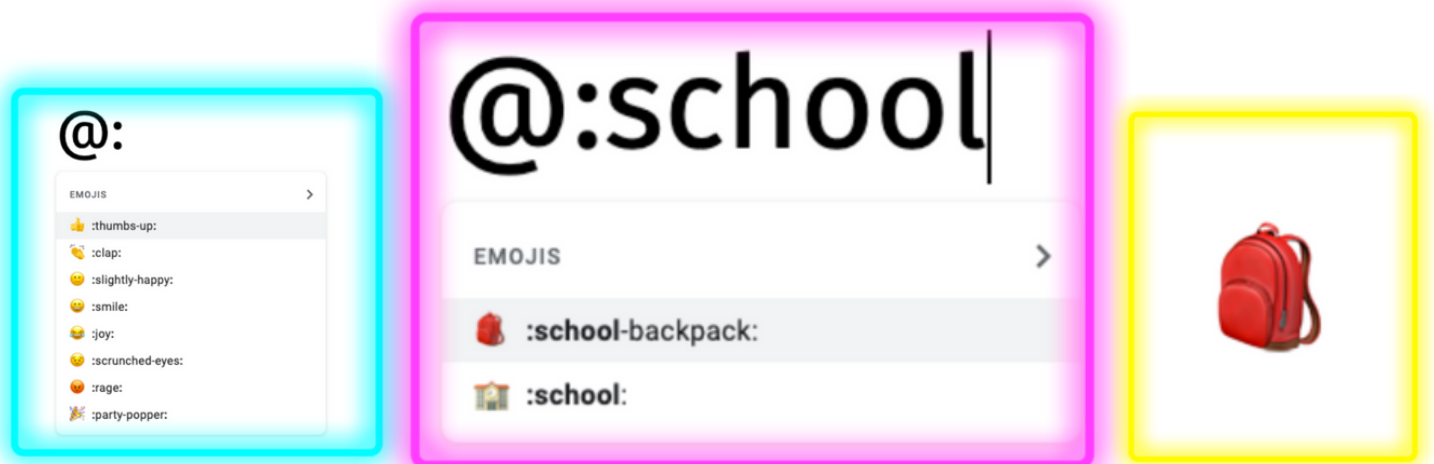 @:
EMOJIS
:thumbs-up:
:clap:
:slightly-happy:
:smile:
:joy:
:scrunched-eyes:
:rage:
:party-popper:
@:school
EMOJIS
:school-backpack:
:school: